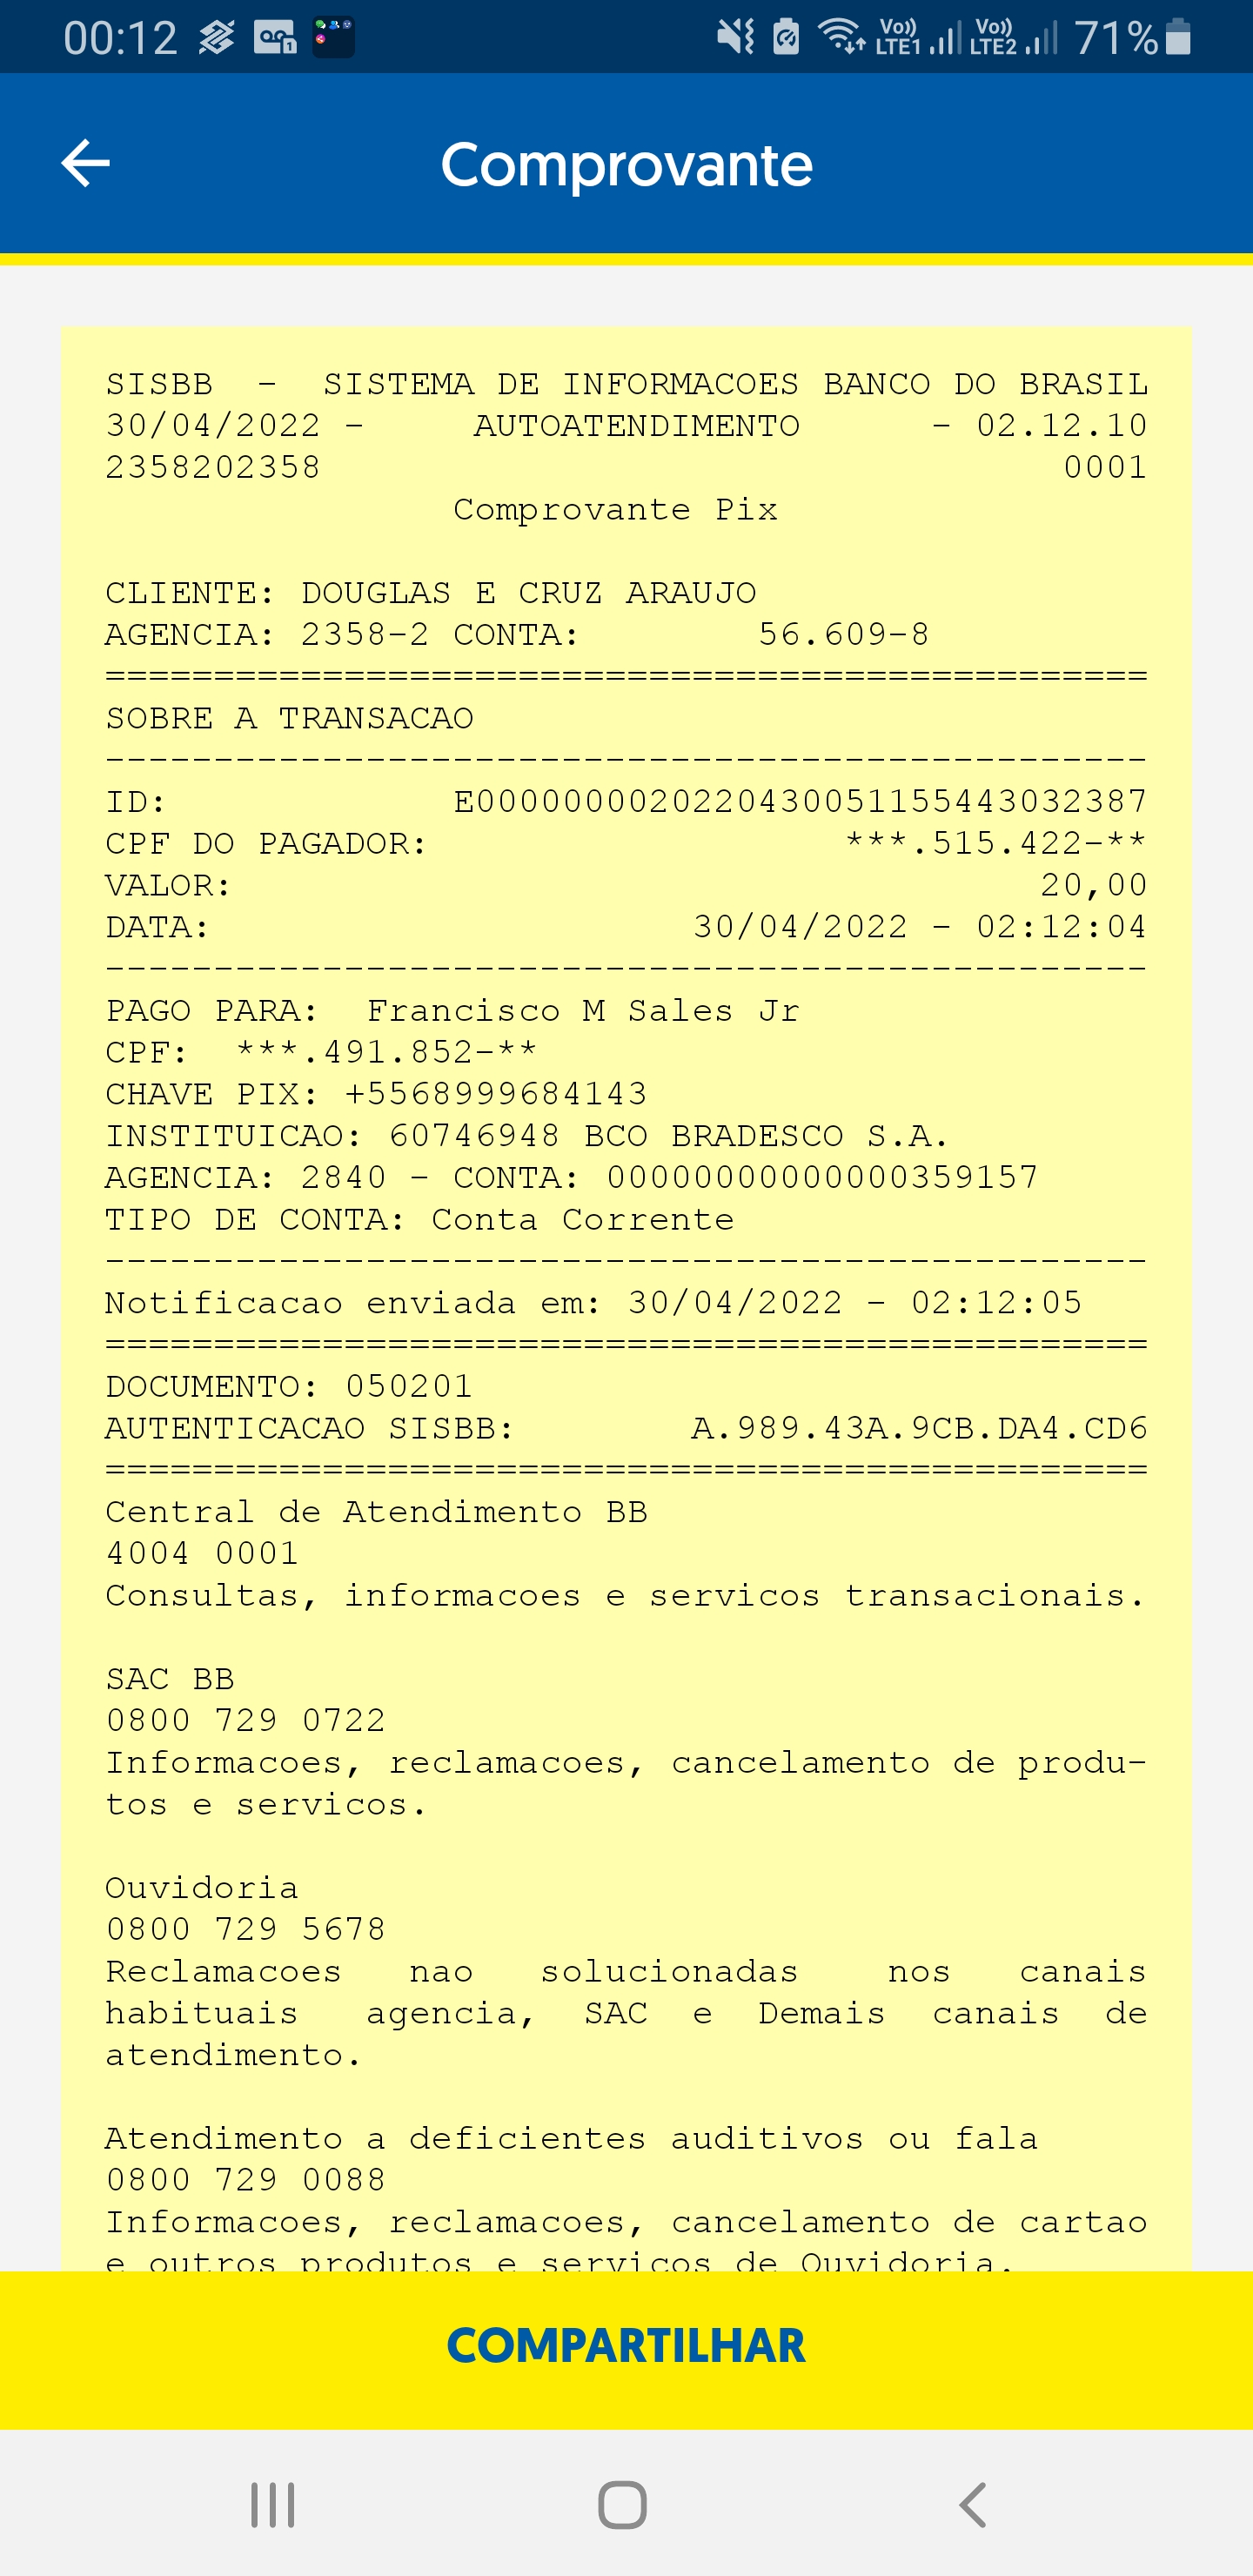 00:12 Vo)) LTE1 Vo)) LTE2 71%
Comprovante
SISBB - SISTEMA DE INFORMACOES BANCO DO BRASIL
30/04/2022 - AUTOATENDIMENTO - 02.12.10
2358202358 0001
Comprovante Pix
CLIENTE: DOUGLAS E CRUZ ARAUJO
AGENCIA: 2358-2 CONTA: 56.609-8
================================================
SOBRE A TRANSACAO
------------------------------------------------
ID: E0000000020220430051155443032387
CPF DO PAGADOR: ***.515.422-**
VALOR: 20,00
DATA: 30/04/2022 - 02:12:04
------------------------------------------------
PAGO PARA: Francisco M Sales Jr
CPF: ***.491.852-**
CHAVE PIX: +5568999684143
INSTITUICAO: 60746948 BCO BRADESCO S.A.
AGENCIA: 2840 - CONTA: 00000000000000359157
TIPO DE CONTA: Conta Corrente
------------------------------------------------
Notificacao enviada em: 30/04/2022 - 02:12:05
================================================
DOCUMENTO: 050201
AUTENTICACAO SISBB: A.989.43A.9CB.DA4.CD6
================================================
Central de Atendimento BB
4004 0001
Consultas, informacoes e servicos transacionais.
SAC BB
0800 729 0722
Informacoes, reclamacoes, cancelamento de produ-
tos e servicos.
Ouvidoria
0800 729 5678
Reclamacoes nao solucionadas nos canais
habituais agencia, SAC e Demais canais de
atendimento.
Atendimento a deficientes auditivos ou fala
0800 729 0088
Informacoes, reclamacoes, cancelamento de cartao
e outros produtos e servicos de Ouvidoria.
COMPARTILHAR